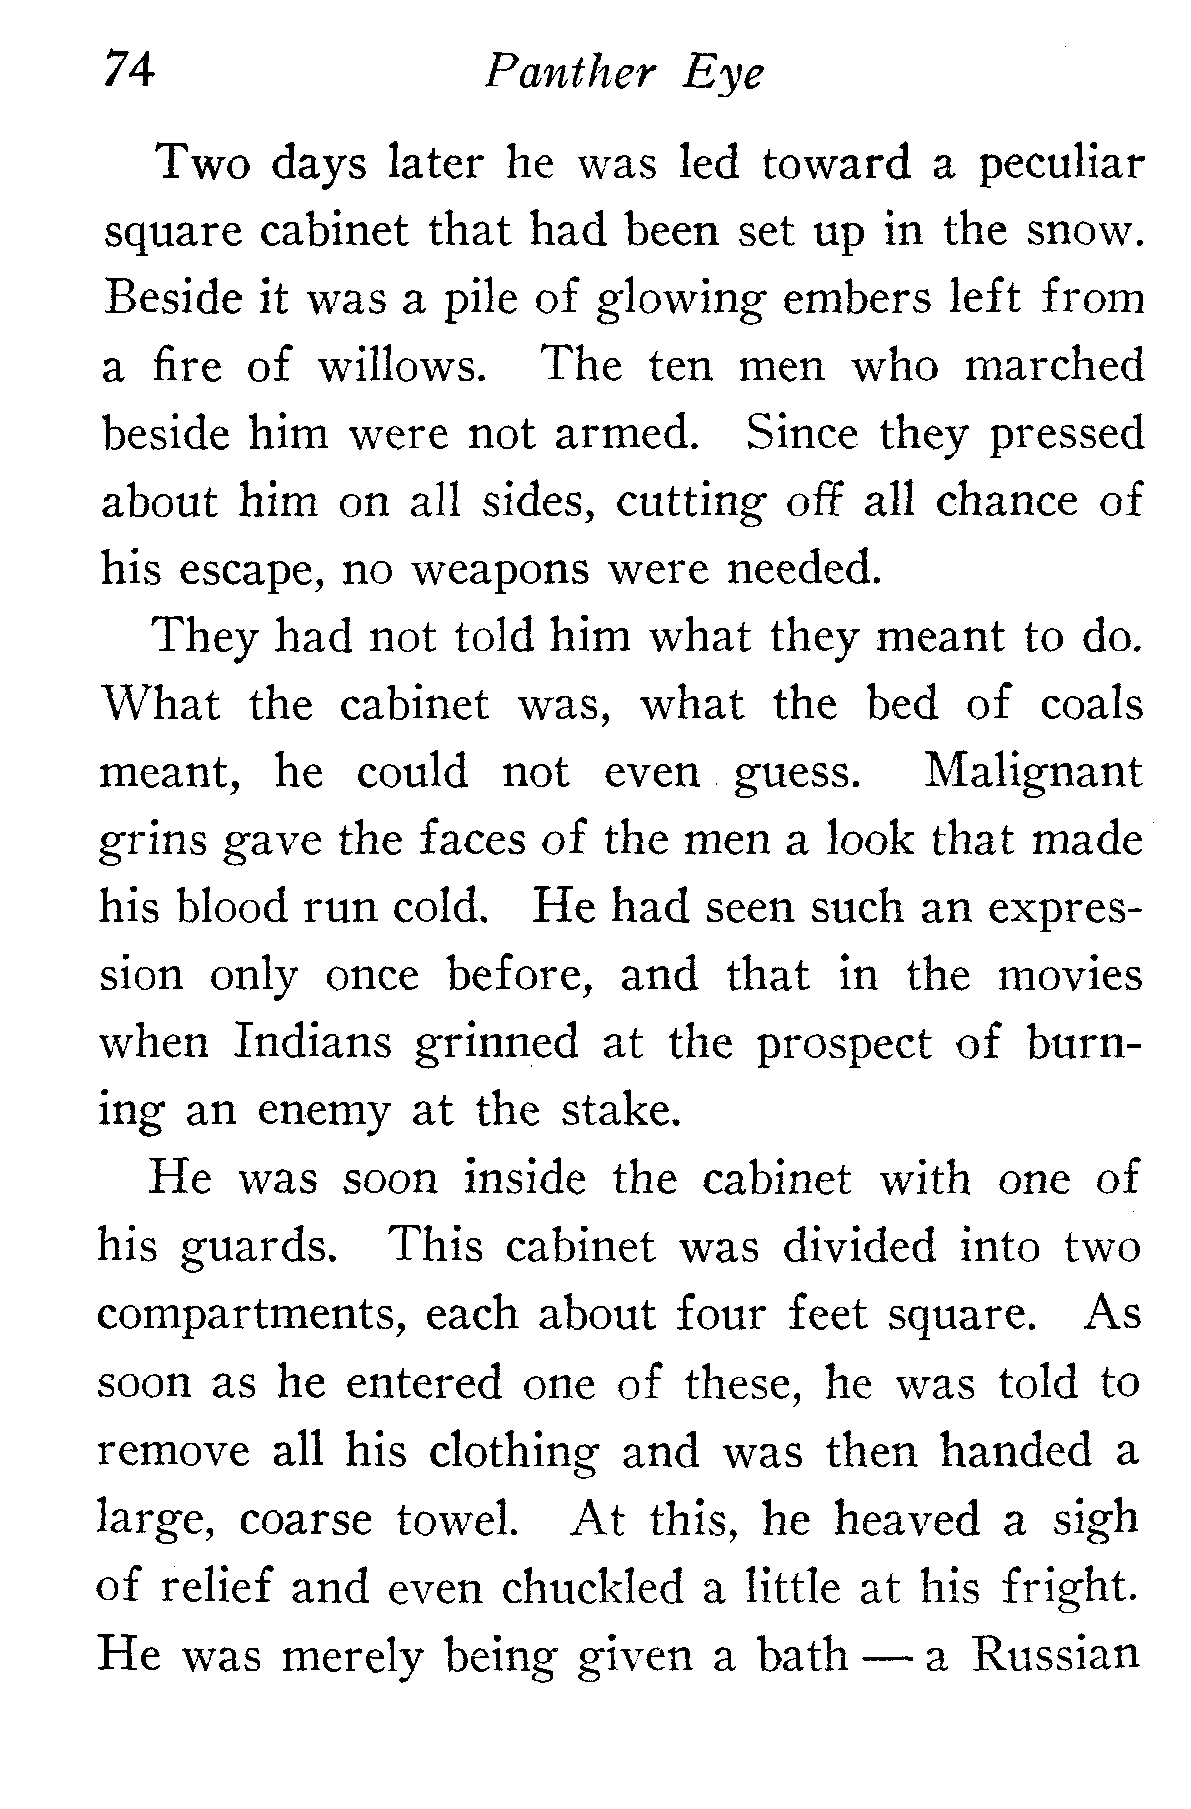 74 Panther Eye
Two days later he was led toward a peculiar
square cabinet that had been set up in the snow.
Beside it was a pile of glowing embers left from
a fire of willows. The ten men who marched
beside him were not armed. Since they pressed
about him on all sides, cutting off all chance of
his escape, no weapons were needed.
They had not told him what they meant to do.
What the cabinet was, what the bed of coals
meant, he could not even guess. Malignant
grins gave the faces of the men a look that made
his blood run cold. He had seen such an expres-
sion only once before, and that in the movies
when Indians grinned at the prospect of burn-
ing an enemy at the stake.
He was soon inside the cabinet with one of
his guards. This cabinet was divided into two
compartments, each about four feet square. As
soon as he entered one of these, he was told to
remove all his clothing and was then handed a
large, coarse towel. At this, he heaved a sigh
of relief and even chuckled a little at his fright.
He was merely being given a bath — a Russian